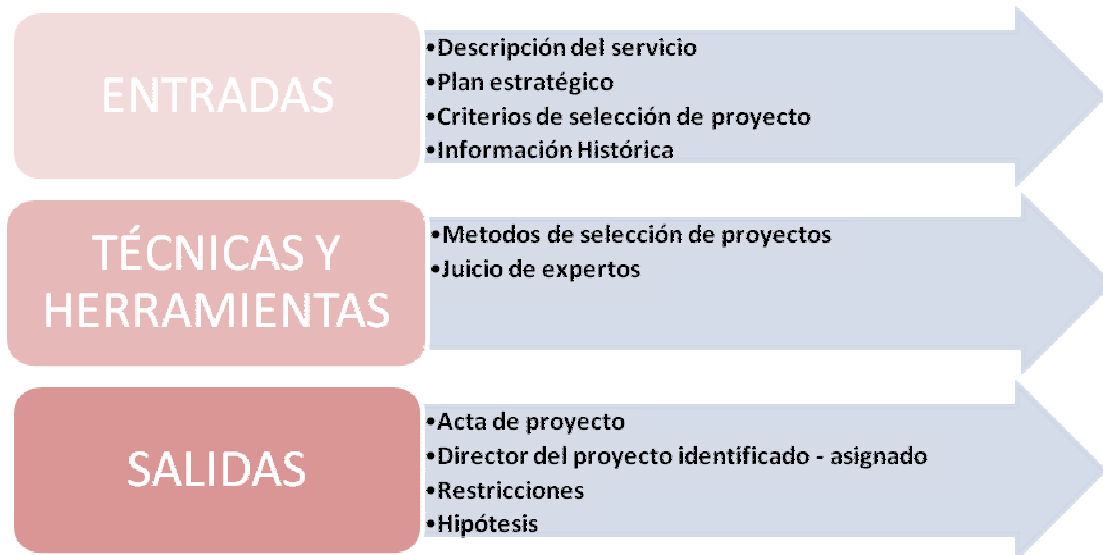 ENTRADAS
•Descripción del servicio
•Plan estratégico
•Criterios de selección de proyecto
•Información Histórica
TÉCNICAS Y
HERRAMIENTAS
•Metodos de selección de proyectos
•Juicio de expertos
SALIDAS
•Acta de proyecto
•Director del proyecto identificado - asignado
•Restricciones
•Hipótesis